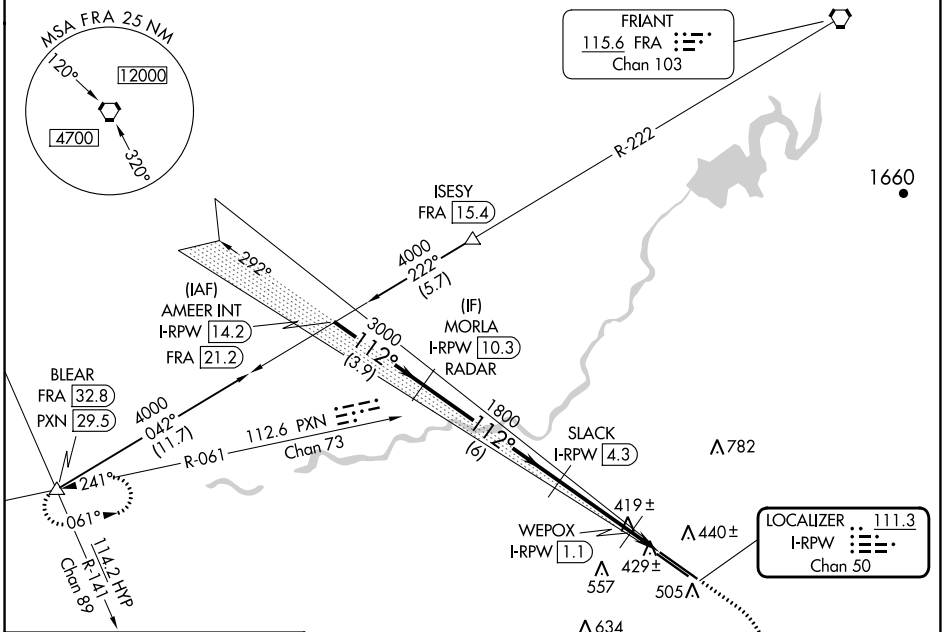 MSA FRA 25 NM
120°
12000
4700
320°
FRIANT
115.6 FRA
Chan 103
R-222
1660
ISESY
FRA 15.4
4000
222°
(5.7)
292°
(IAF)
AMEER INT
I-RPW 14.2
FRA 21.2
3000
112°
(3.9)
(IF)
MORLA
I-RPW 10.3
RADAR
BLEAR
FRA 32.8
PXN 29.5
4000
042°
(11.7)
R-061
112.6 PXN
Chan 73
1800
112°
(6)
SLACK
I-RPW 4.3
782
241°
061°
114.2 HYP
R-141
Chan 89
419±
WEPOX
I-RPW 1.1
429±
440±
557
505
634
LOCALIZER 111.3
I-RPW
Chan 50